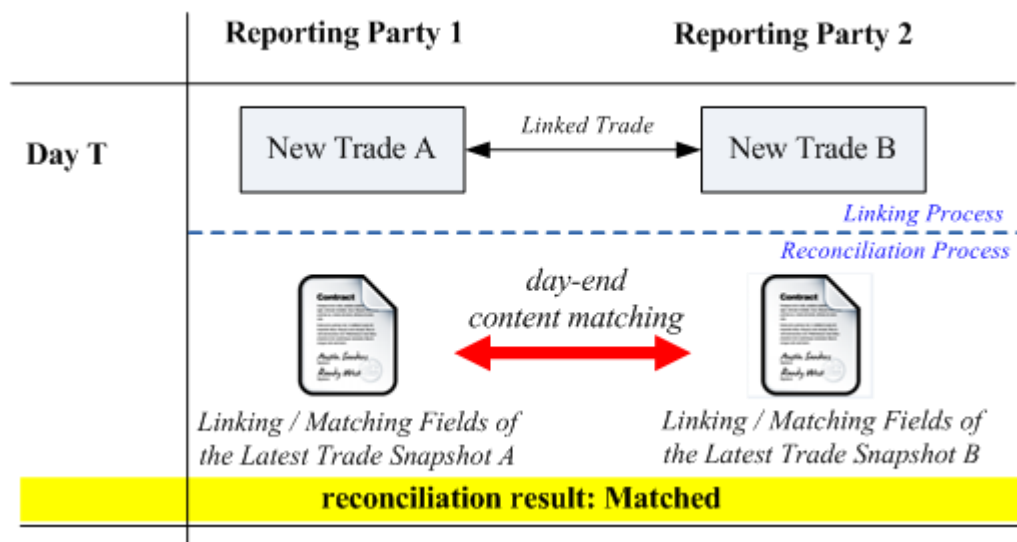 Reporting Party 1
Reporting Party 2
Day T
New Trade A
Linked Trade
New Trade B
Linking Process
Reconciliation Process
Contract
Contract
day-end
content matching
Linking / Matching Fields of
the Latest Trade Snapshot A
Linking / Matching Fields of
the Latest Trade Snapshot B
reconciliation result: Matched